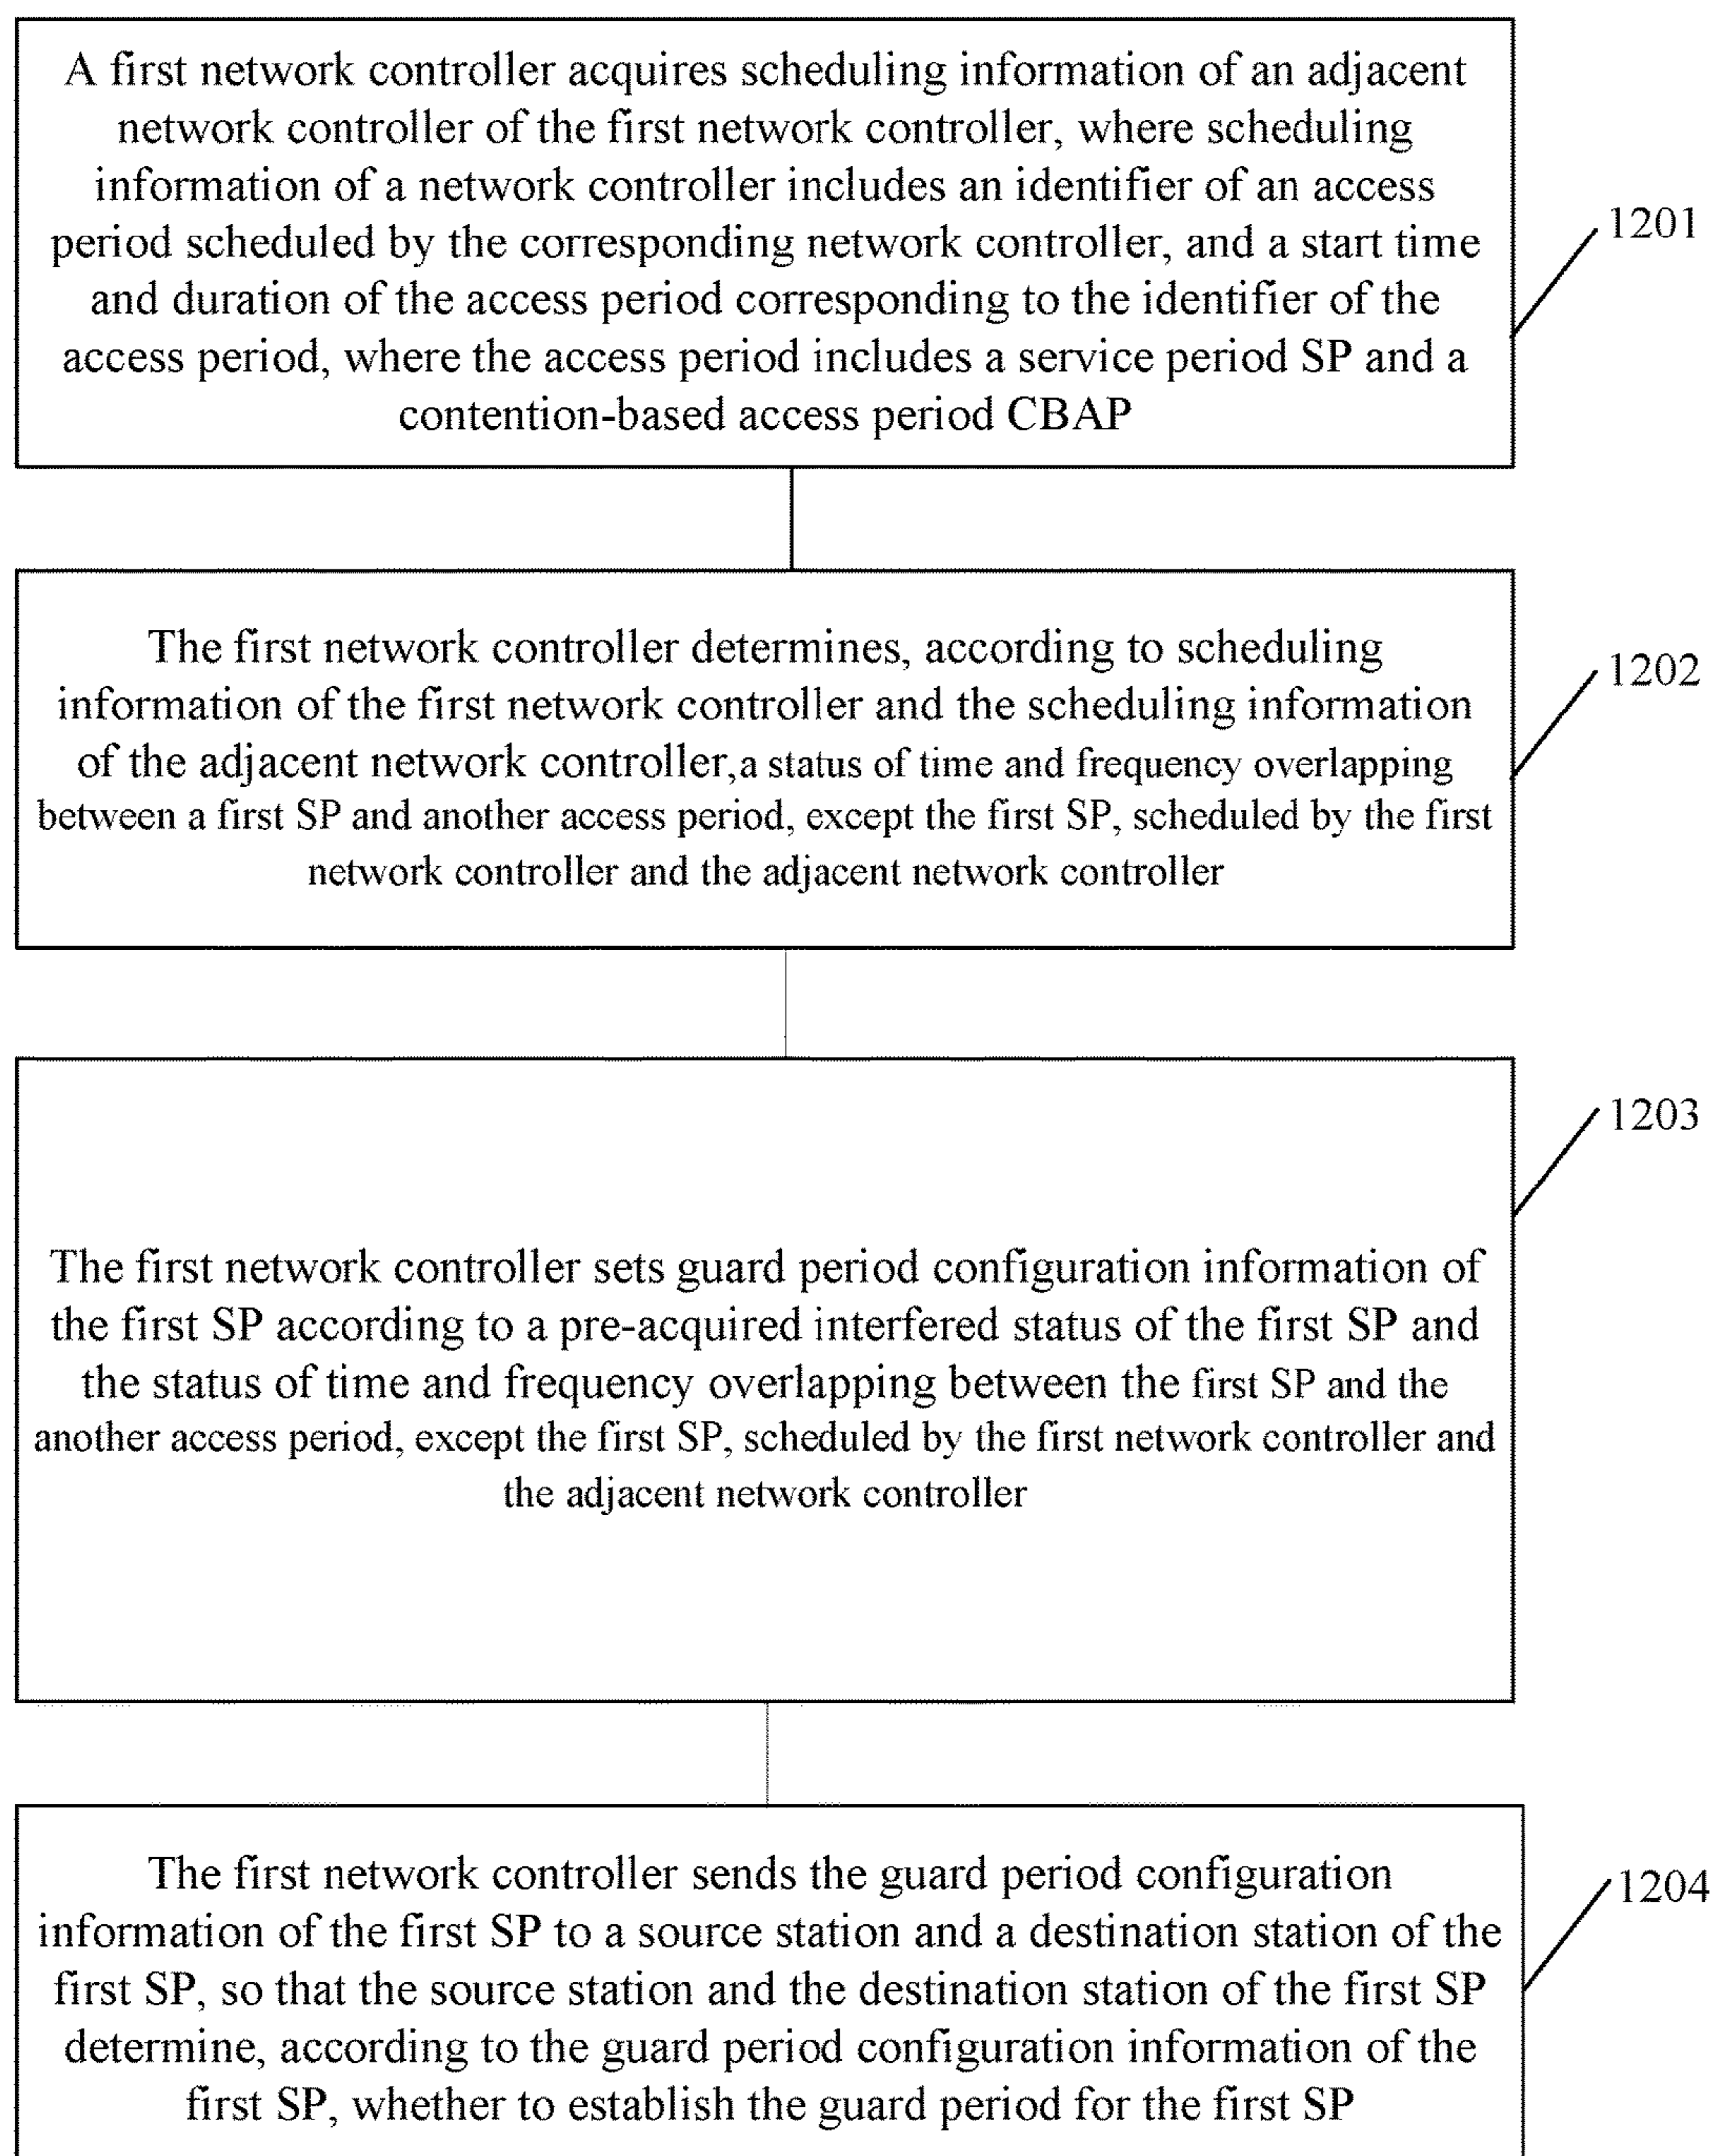 A first network controller acquires scheduling information of an adjacent
network controller of the first network controller, where scheduling
information of a network controller includes an identifier of an access
period scheduled by the corresponding network controller, and a start time
and duration of the access period corresponding to the identifier of the
access period, where the access period includes a service period SP and a
contention-based access period CBAP
1201
The first network controller determines, according to scheduling
information of the first network controller and the scheduling information
of the adjacent network controller,a status of time and frequency overlapping
between a first SP and another access period, except the first SP, scheduled by the first
network controller and the adjacent network controller
1202
The first network controller sets guard period configuration information of
the first SP according to a pre-acquired interfered status of the first SP and
the status of time and frequency overlapping between the first SP and the
another access period, except the first SP, scheduled by the first network controller and
the adjacent network controller
1203
The first network controller sends the guard period configuration
information of the first SP to a source station and a destination station of the
first SP, so that the source station and the destination station of the first SP
determine, according to the guard period configuration information of the
first SP, whether to establish the guard period for the first SP
1204